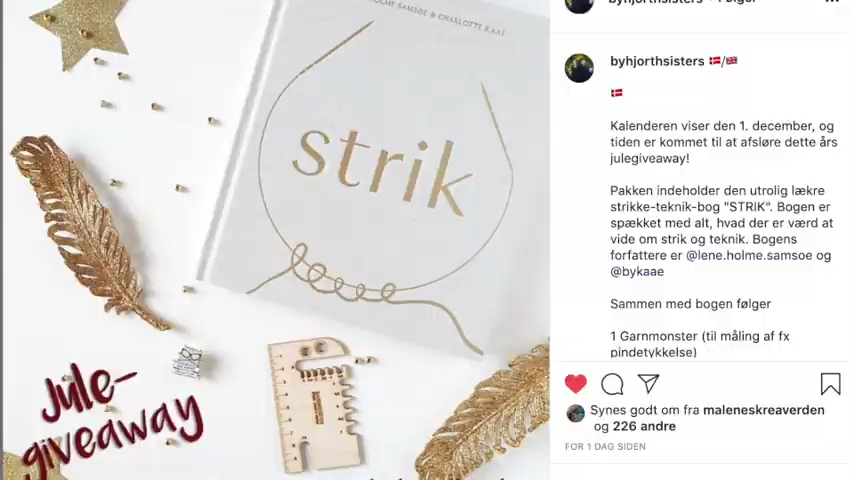 HOLME SAMSØE & CHARLOTTE KAAE
strik
Jule-
giveaway
byhjorthsisters • Følger
byhjorthsisters 🇩🇰/🇬🇧
🇩🇰
Kalenderen viser den 1. december, og
tiden er kommet til at afsløre dette års
julegiveaway!
Pakken indeholder den utrolig lækre
strikke-teknik-bog "STRIK". Bogen er
spækket med alt, hvad der er værd at
vide om strik og teknik. Bogens
forfattere er @lene.holme.samsoe og
@bykaae
Sammen med bogen følger
1 Garnmonster (til måling af fx
pindetykkelse)
Synes godt om fra maleneskreaverden
og 226 andre
FOR 1 DAG SIDEN